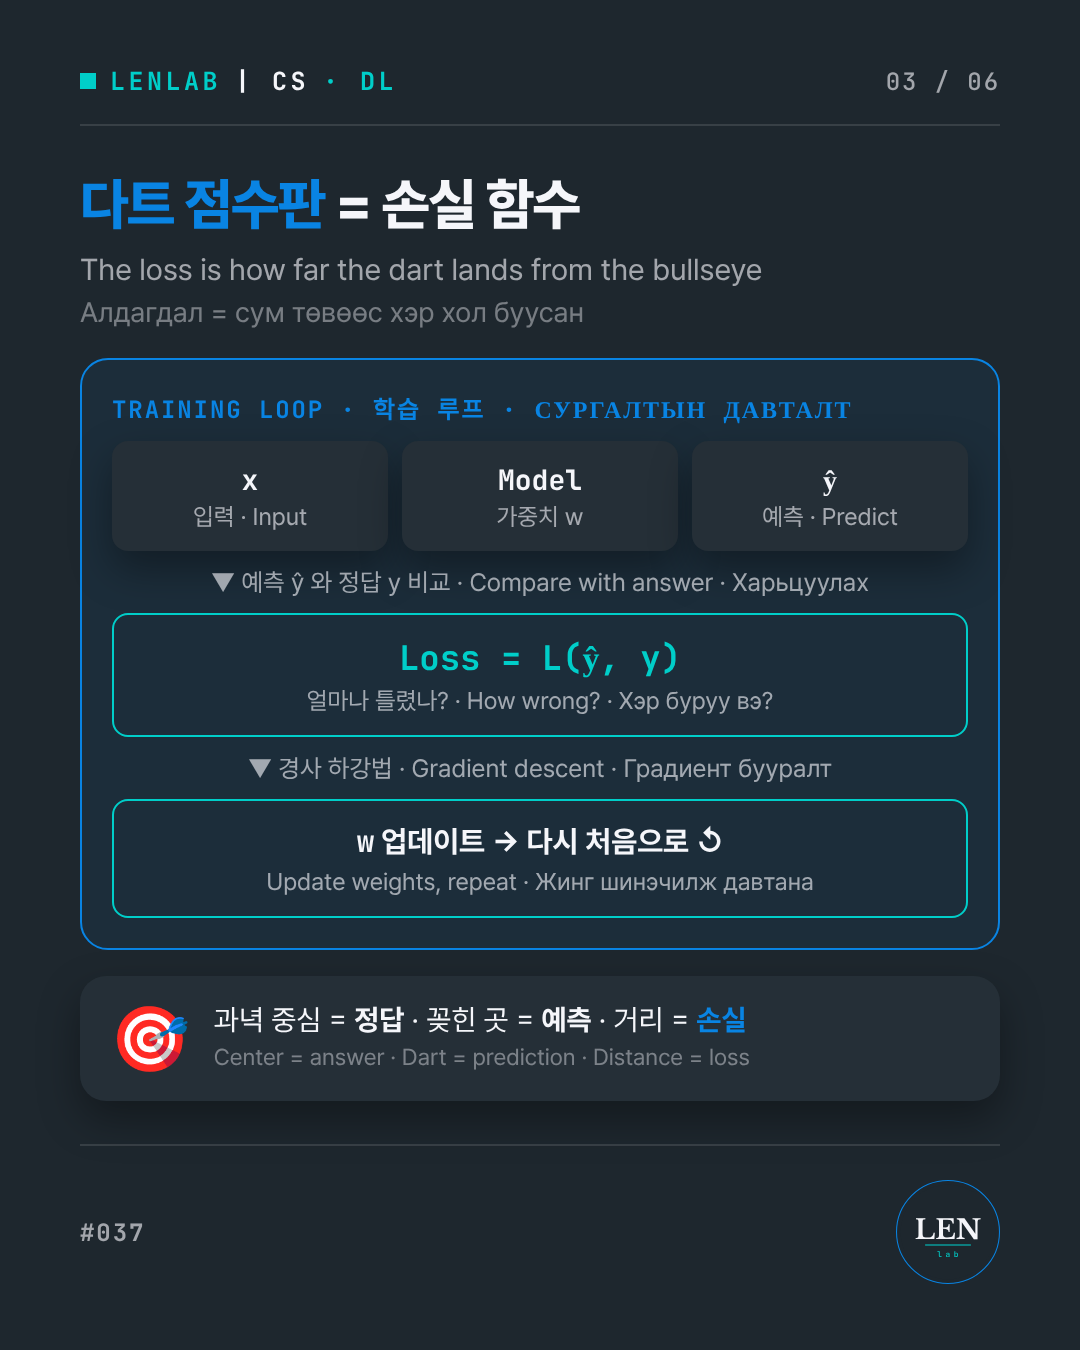 LENLAB | CS · DL
03 / 06
다트 점수판 = 손실 함수
The loss is how far the dart lands from the bullseye
Алдагдал = сум төвөөс хэр хол буусан
TRAINING LOOP · 학습 루프 · СУРГАЛТЫН ДАВТАЛТ
x
입력 · Input
Model
가중치 w
ŷ
예측 · Predict
▼ 예측 ŷ 와 정답 y 비교 · Compare with answer · Харьцуулах
Loss = L(ŷ, y)
얼마나 틀렸나? · How wrong? · Хэр буруу вэ?
▼ 경사 하강법 · Gradient descent · Градиент бууралт
w 업데이트 → 다시 처음으로 ↺
Update weights, repeat · Жинг шинэчилж давтана
과녁 중심 = 정답 · 꽂힌 곳 = 예측 · 거리 = 손실
Center = answer · Dart = prediction · Distance = loss
#037
LEN
lab